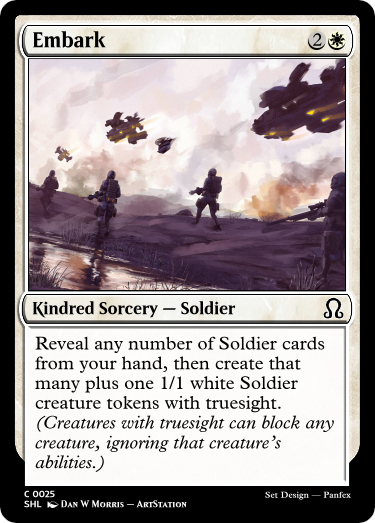 Embark 2
Kindred Sorcery — Soldier
Reveal any number of Soldier cards
from your hand, then create that
many plus one 1/1 white Soldier
creature tokens with truesight.
(Creatures with truesight can block any
creature, ignoring that creature's
abilities.)
C 0025
SHL Dan W Morris — ArtStation
Set Design — Panfex